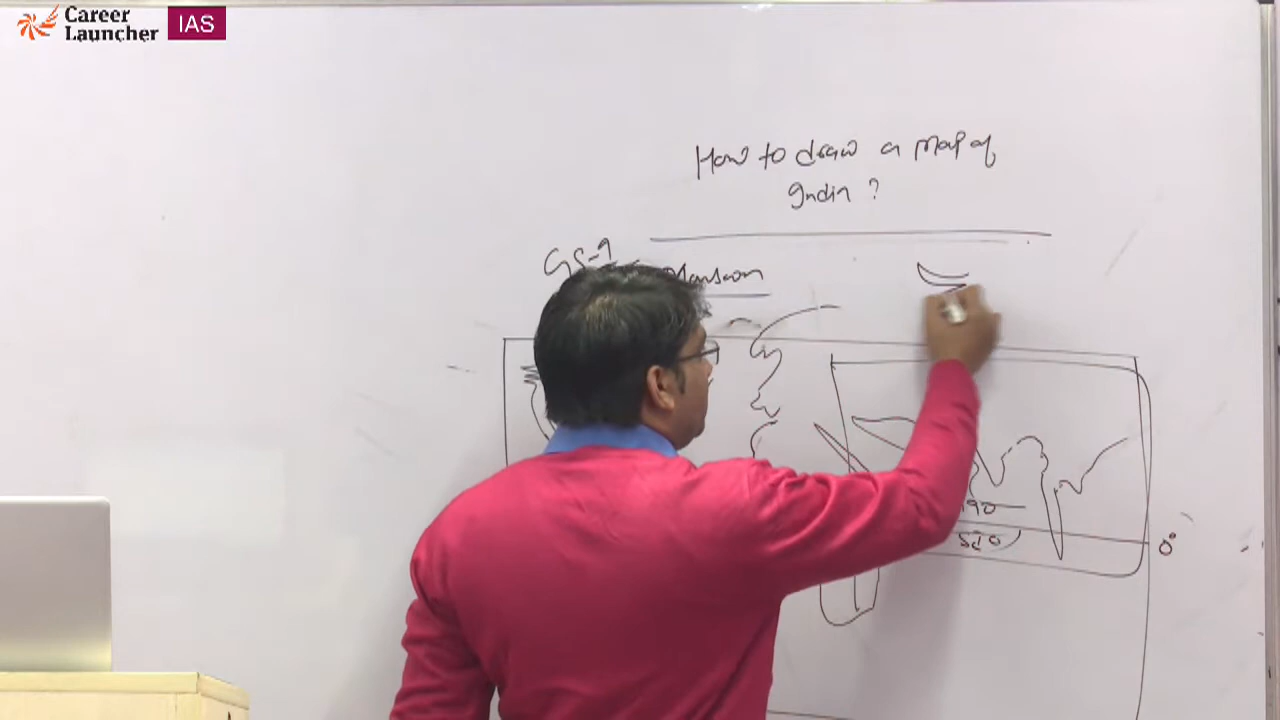 Career
Launcher
IAS
How to draw a map of
India ?
GS-1
Monsoon
0°